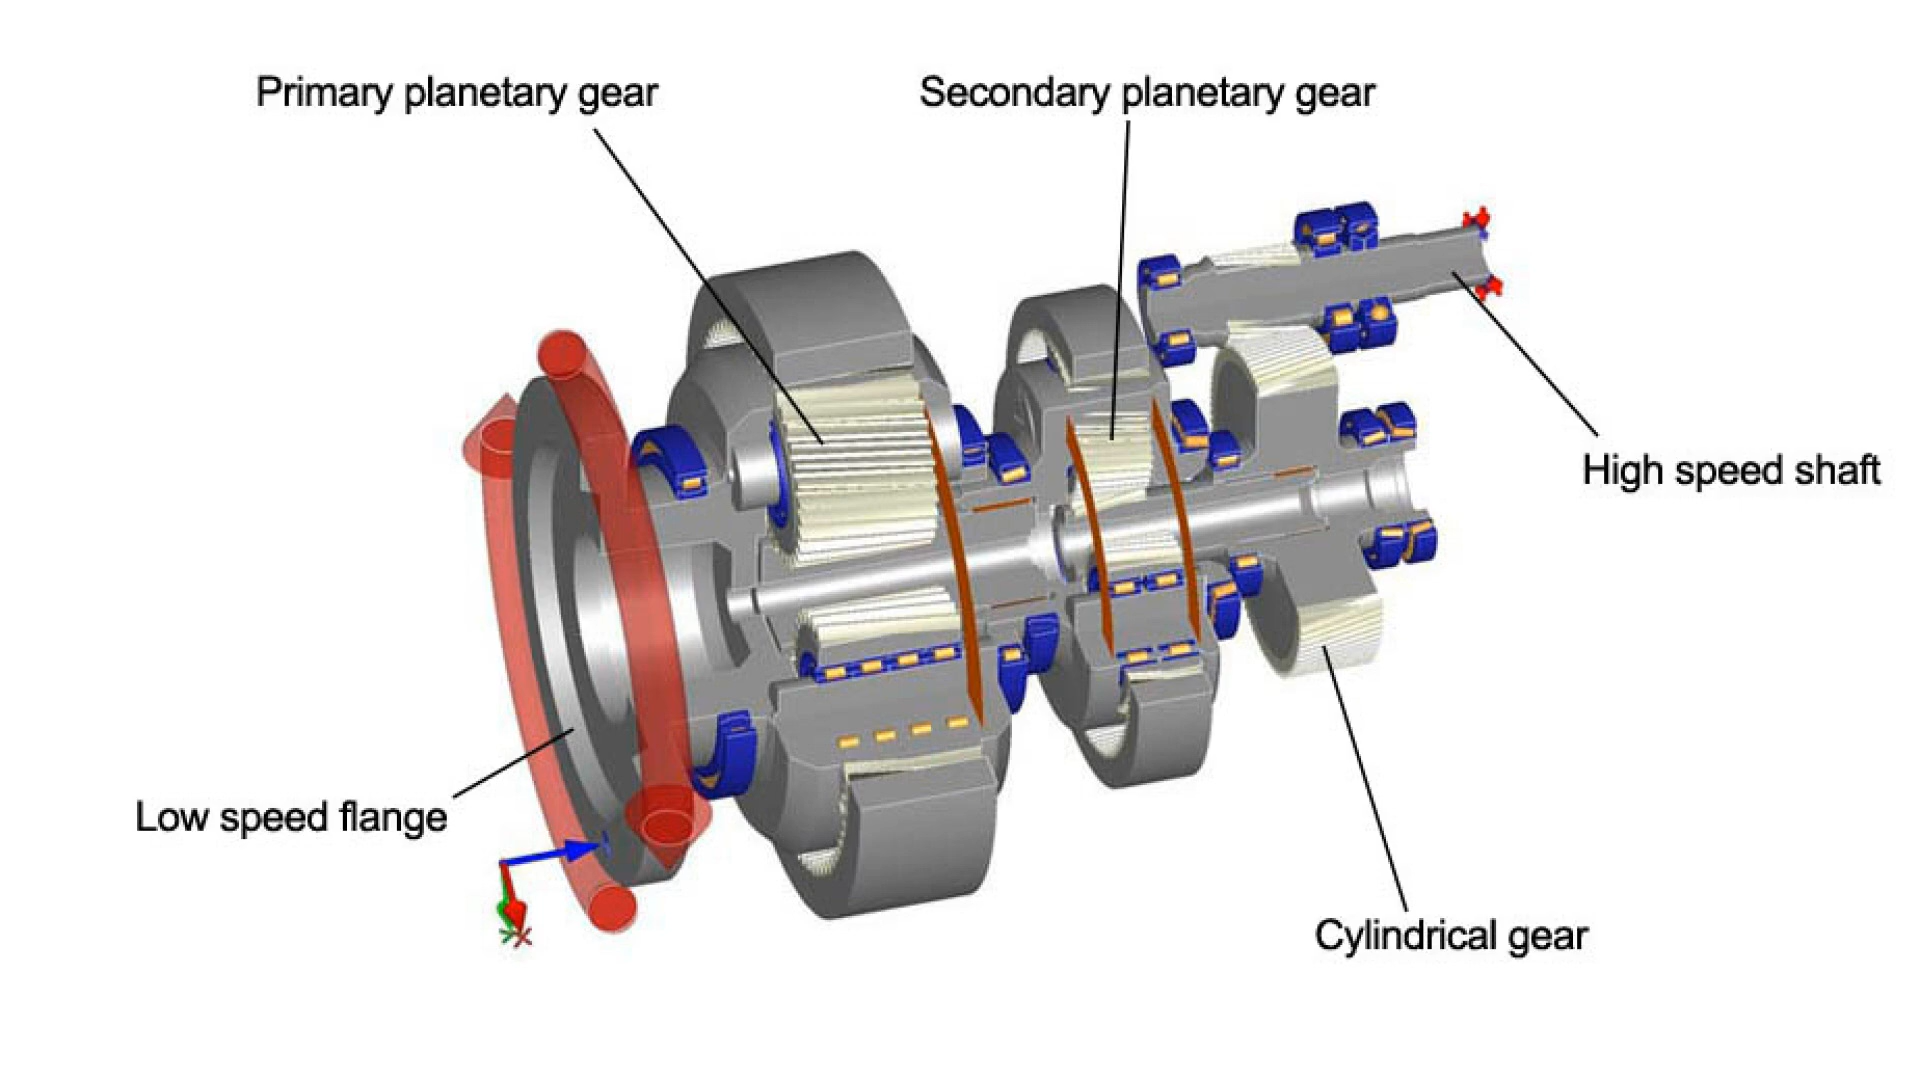 Primary planetary gear
Secondary planetary gear
High speed shaft
Low speed flange
Cylindrical gear